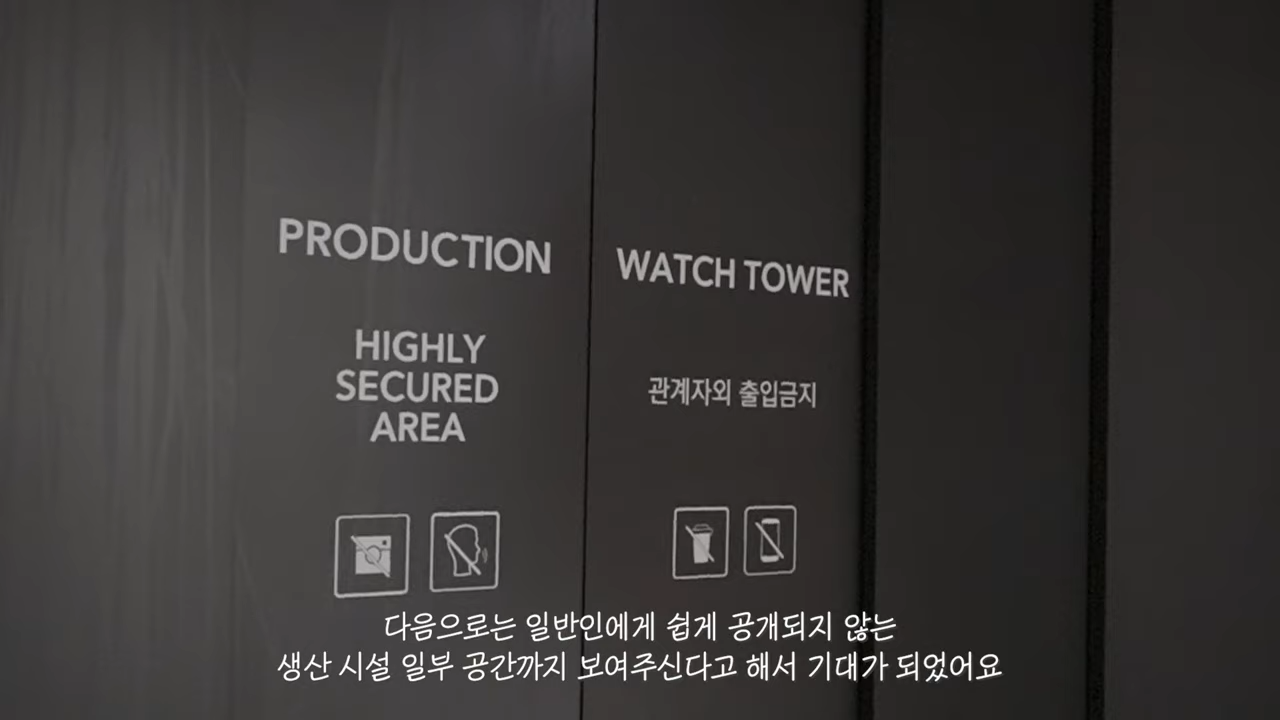 PRODUCTION
HIGHLY
SECURED
AREA
WATCH TOWER
관계자외 출입금지
다음으로는 일반인에게 쉽게 공개되지 않는
생산 시설 일부 공간까지 보여주신다고 해서 기대가 되었어요